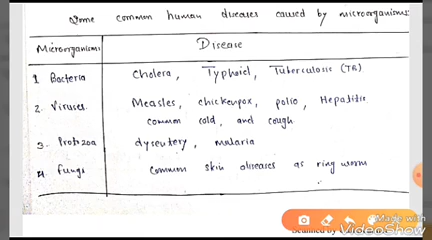 Some common human diseases caused by microorganisms
Microorganisms Disease
1. Bacteria Cholera, Typhoid, Tuberculosis (TB)
2. Viruses. Measles, chickenpox, polio, Hepatitis
common cold, and cough
3. Protozoa dysentery, malaria
4. Fungi Common skin diseases as ring worm
Scanned by
Made with
VideoShow